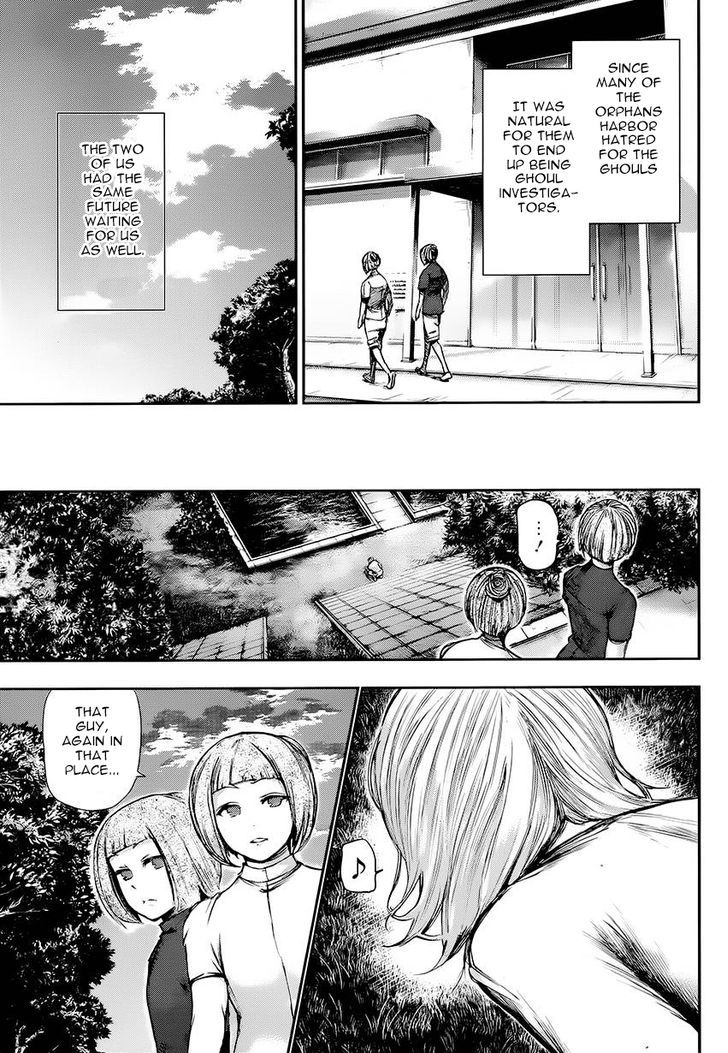 SINCE
MANY OF
THE
ORPHANS
HARBOR
HATRED
FOR THE
GHOULS
IT WAS
NATURAL
FOR THEM
TO END
UP BEING
GHOUL
INVESTIGA-
TORS.
THE TWO
OF US
HAD THE
SAME
FUTURE
WAITING
FOR US
AS WELL.
...!
♪
THAT
GUY,
AGAIN IN
THAT
PLACE...